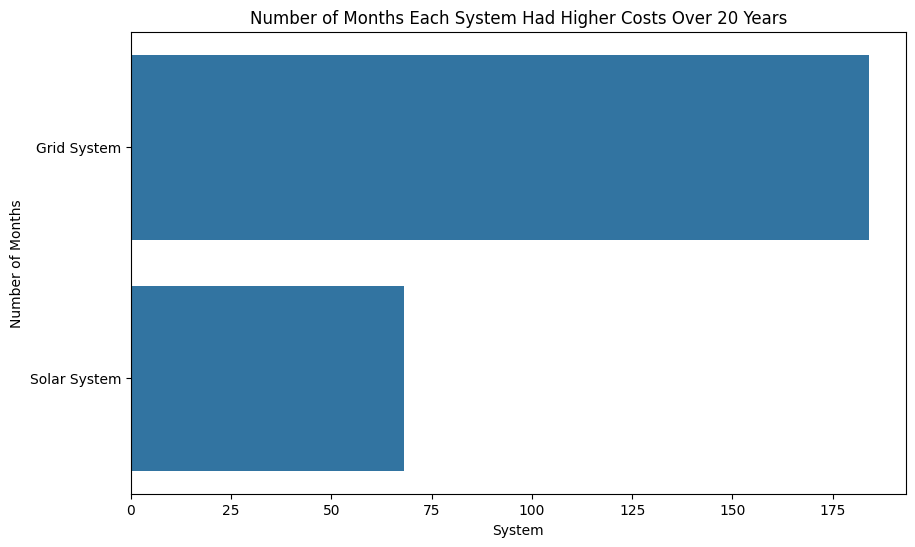 Number of Months Each System Had Higher Costs Over 20 Years
Number of Months
Grid System
Solar System
0 25 50 75 100 125 150 175
System